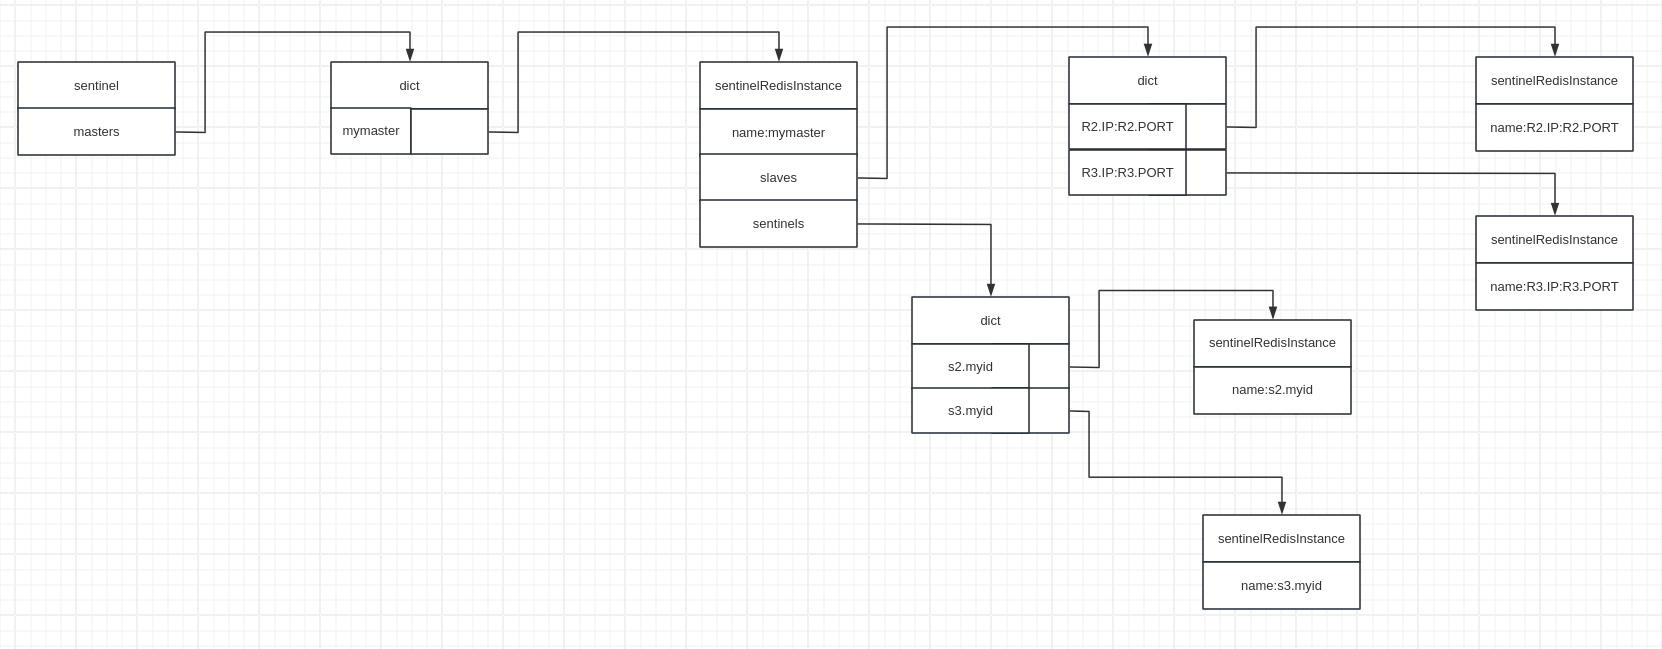 sentinel
masters
dict
mymaster
sentinelRedisInstance
name:mymaster
slaves
sentinels
dict
R2.IP:R2.PORT
R3.IP:R3.PORT
sentinelRedisInstance
name:R2.IP:R2.PORT
sentinelRedisInstance
name:R3.IP:R3.PORT
dict
s2.myid
s3.myid
sentinelRedisInstance
name:s2.myid
sentinelRedisInstance
name:s3.myid